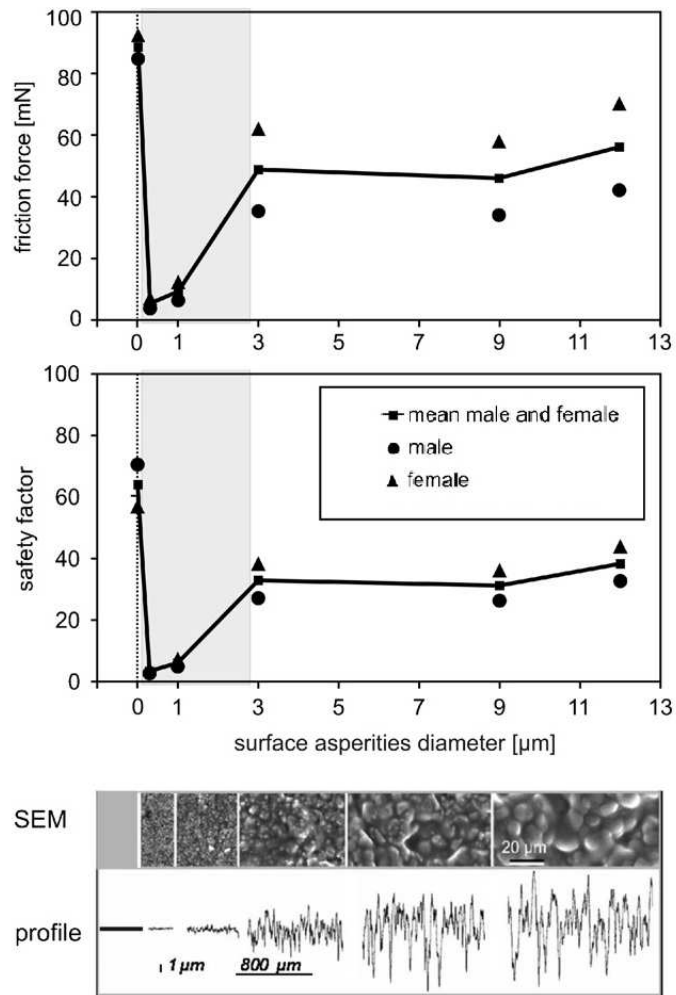 100
80
60
40
20
0
friction force [mN]
0 1 3 5 7 9 11 13
100
80
60
40
20
0
safety factor
mean male and female
male
female
0 1 3 5 7 9 11 13
surface asperities diameter [µm]
SEM
20 µm
profile
1 µm 800 µm